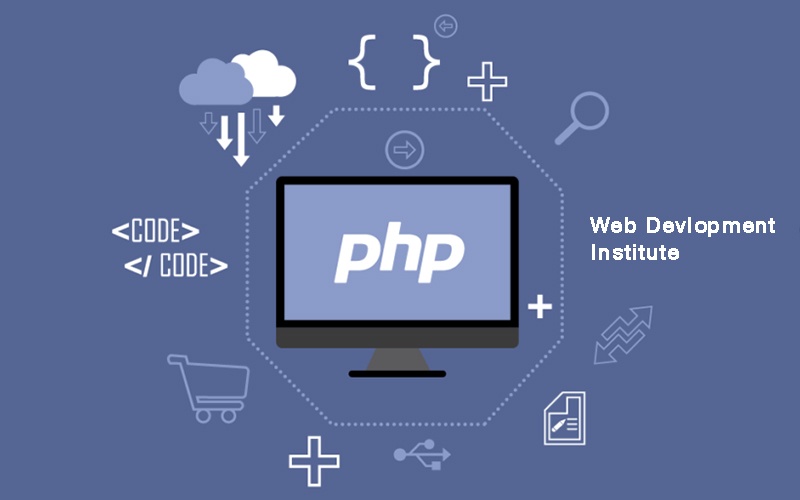 { }
<CODE>
</ CODE>
php
Web Devlopment
Institute